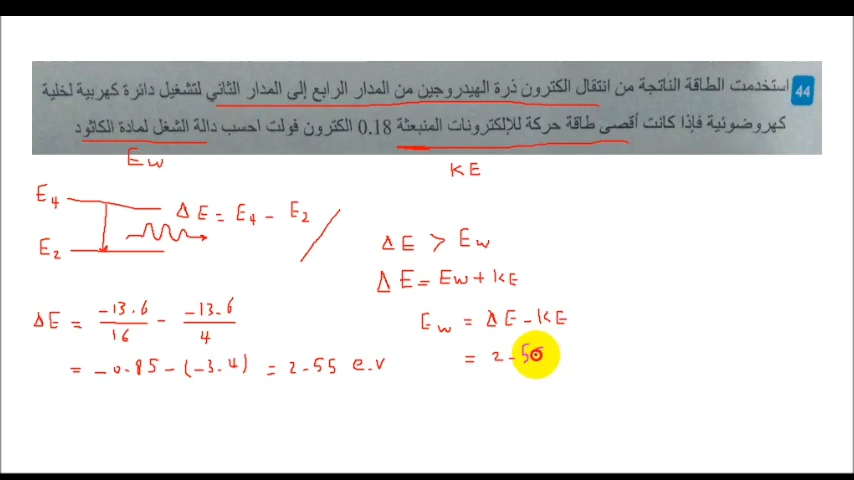 44 استخدمت الطاقة الناتجة من انتقال الكترون ذرة الهيدروجين من المدار الرابع إلى المدار الثاني لتشغيل دائرة كهربية لخلية
كهروضوئية فإذا كانت أقصى طاقة حركة للإلكترونات المنبعثة 0.18 الكترون فولت احسب دالة الشغل لمادة الكاثود
Ew
KE
E4
ΔE = E4 - E2
E2
ΔE > Ew
ΔE = Ew + KE
ΔE = -13.6/16 - -13.6/4
Ew = ΔE - KE
= -0.85 - (-3.4) = 2.55 e.v
= 2.5